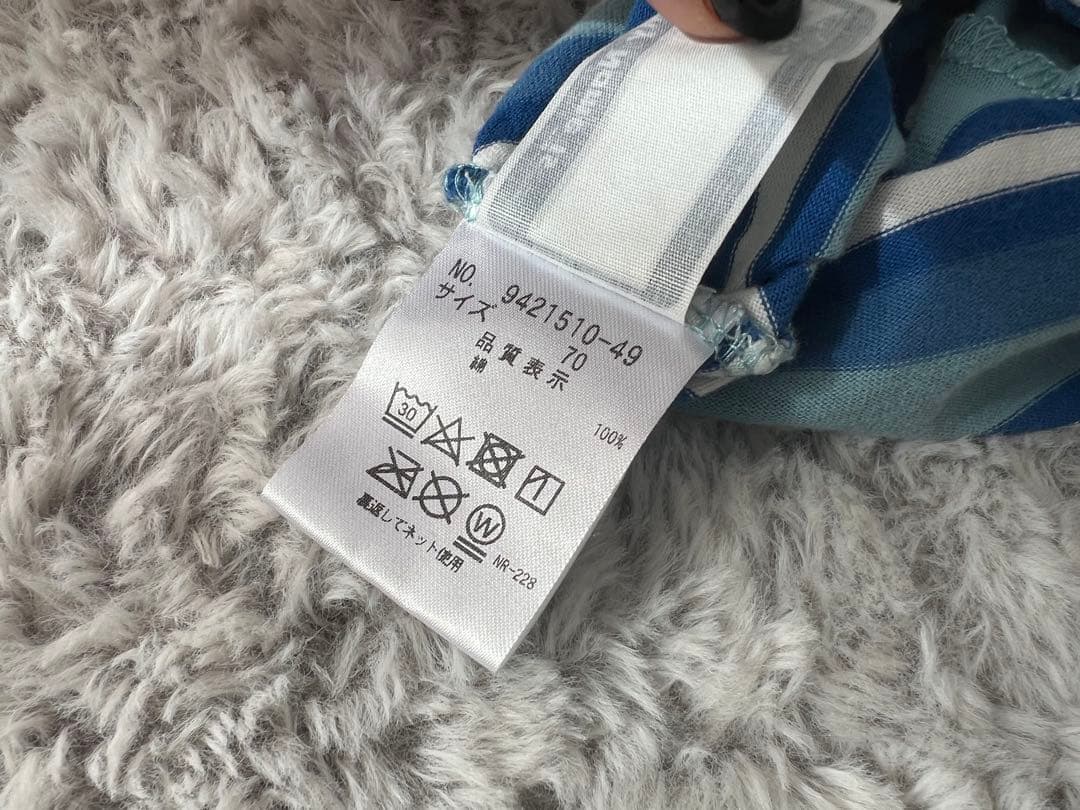 NO. 9421510-49
サイズ 70
品質表示
綿 100%
30
W
裏返してネット使用
NR-228